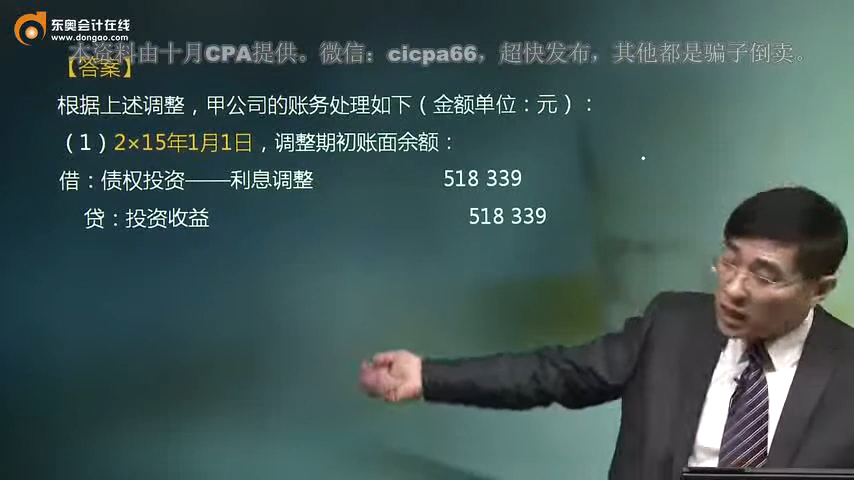 东奥会计在线
www.dongao.com
本资料由十月CPA提供。微信：cicpa66，超快发布，其他都是骗子倒卖。
【答案】
根据上述调整，甲公司的账务处理如下（金额单位：元）：
（1）2×15年1月1日，调整期初账面余额：
借：债权投资——利息调整 518 339
贷：投资收益 518 339